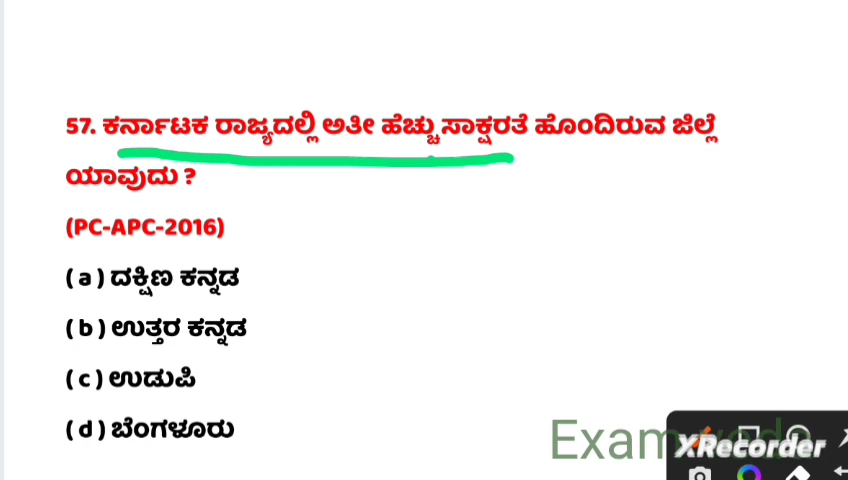 57. ಕರ್ನಾಟಕ ರಾಜ್ಯದಲ್ಲಿ ಅತೀ ಹೆಚ್ಚು ಸಾಕ್ಷರತೆ ಹೊಂದಿರುವ ಜಿಲ್ಲೆ
ಯಾವುದು ?
(PC-APC-2016)
( a ) ದಕ್ಷಿಣ ಕನ್ನಡ
( b ) ಉತ್ತರ ಕನ್ನಡ
( c ) ಉಡುಪಿ
( d ) ಬೆಂಗಳೂರು
Exam
XRecorder